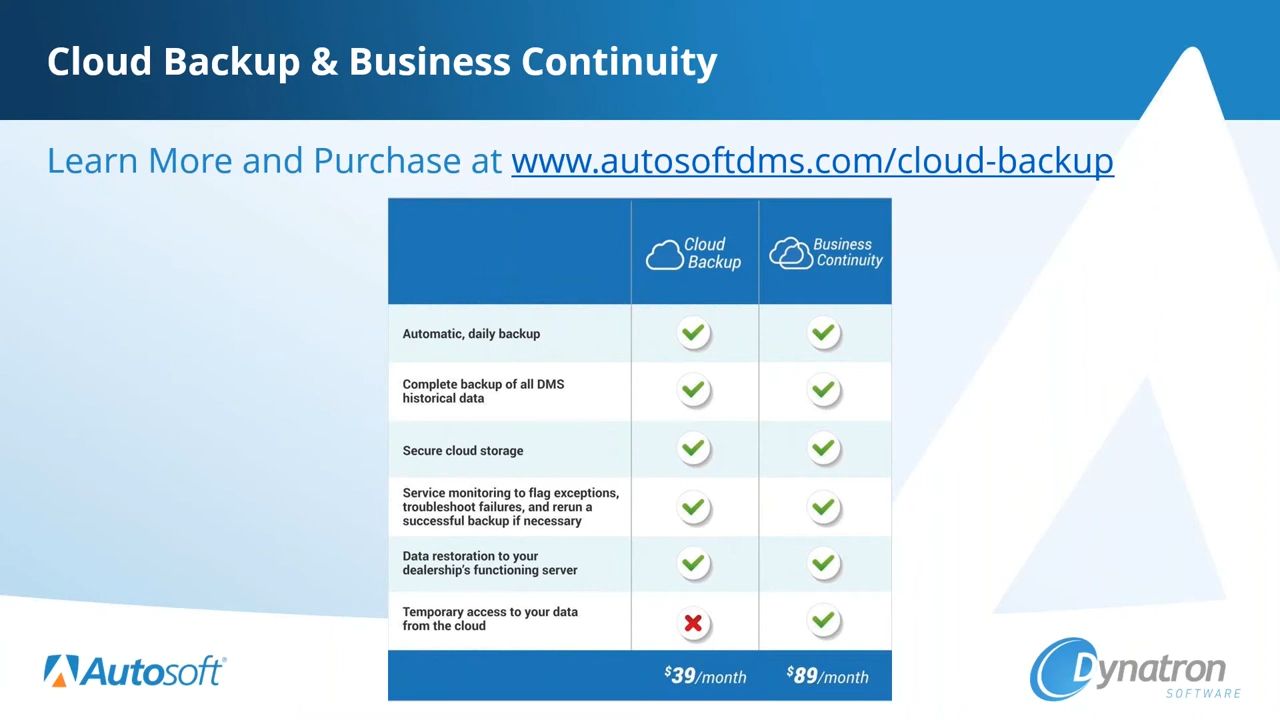 Cloud Backup & Business Continuity
Learn More and Purchase at www.autosoftdms.com/cloud-backup
Cloud
Backup
Business
Continuity
Automatic, daily backup
Complete backup of all DMS
historical data
Secure cloud storage
Service monitoring to flag exceptions,
troubleshoot failures, and rerun a
successful backup if necessary
Data restoration to your
dealership's functioning server
Temporary access to your data
from the cloud
$39/month
$89/month
Autosoft®
Dynatron
SOFTWARE